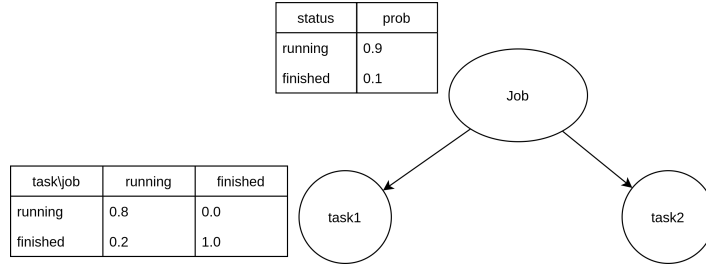 status prob
running 0.9
finished 0.1
Job
task\job running finished
running 0.8 0.0
finished 0.2 1.0
task1
task2